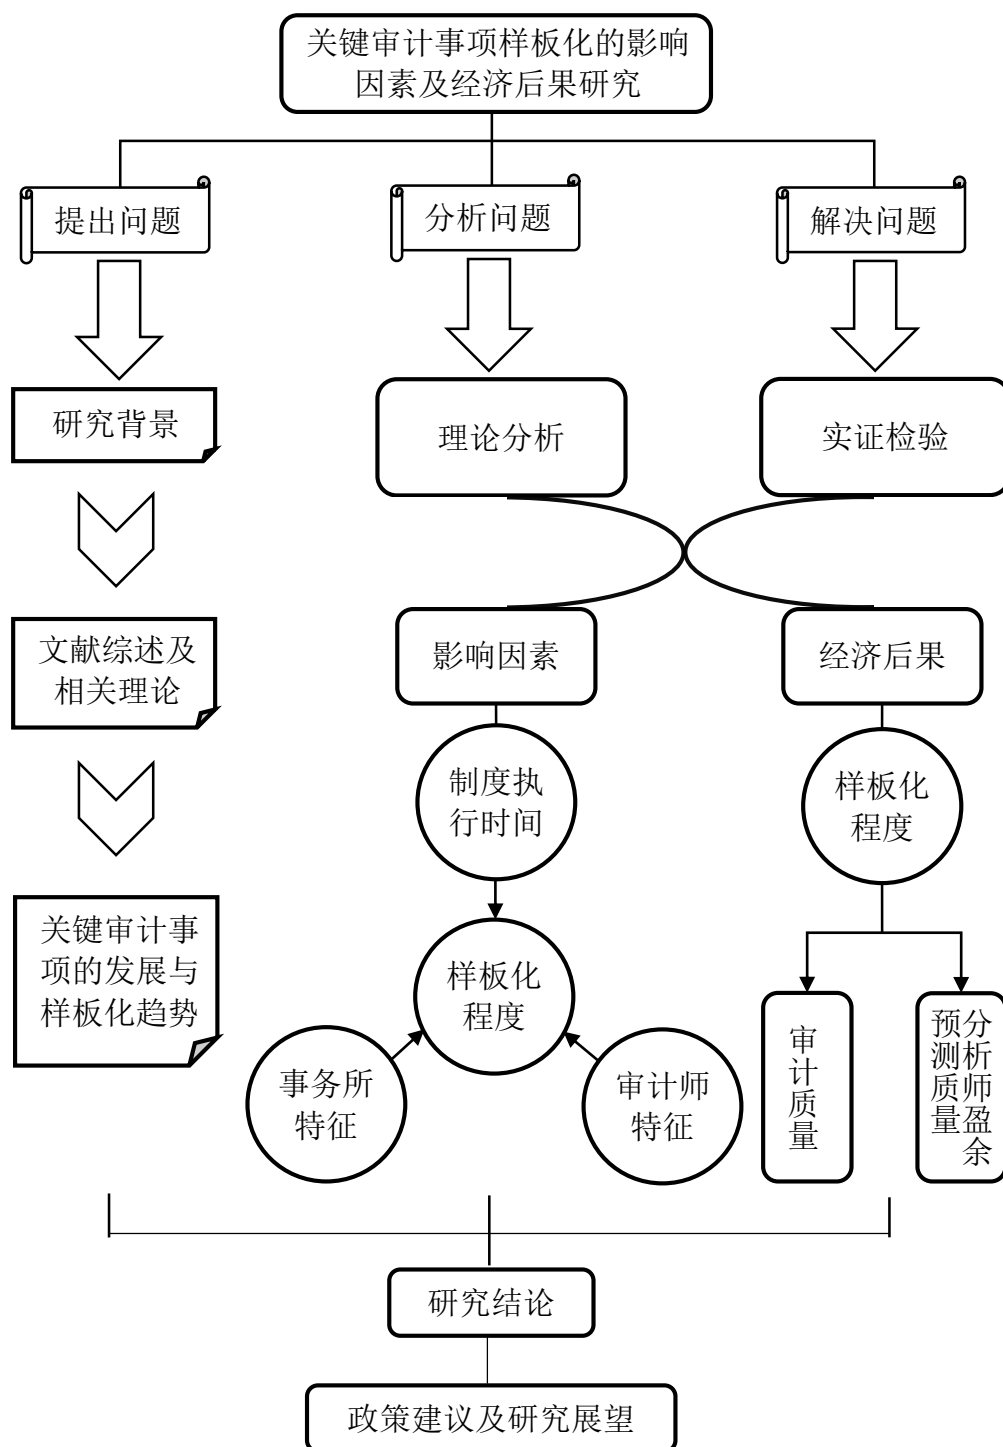 关键审计事项样板化的影响
因素及经济后果研究
提出问题
分析问题
解决问题
研究背景
理论分析
实证检验
文献综述及
相关理论
影响因素
经济后果
制度执
行时间
样板化
程度
关键审计事
项的发展与
样板化趋势
样板化
程度
事务所
特征
审计师
特征
审计质量
分析师盈余
预测质量
研究结论
政策建议及研究展望